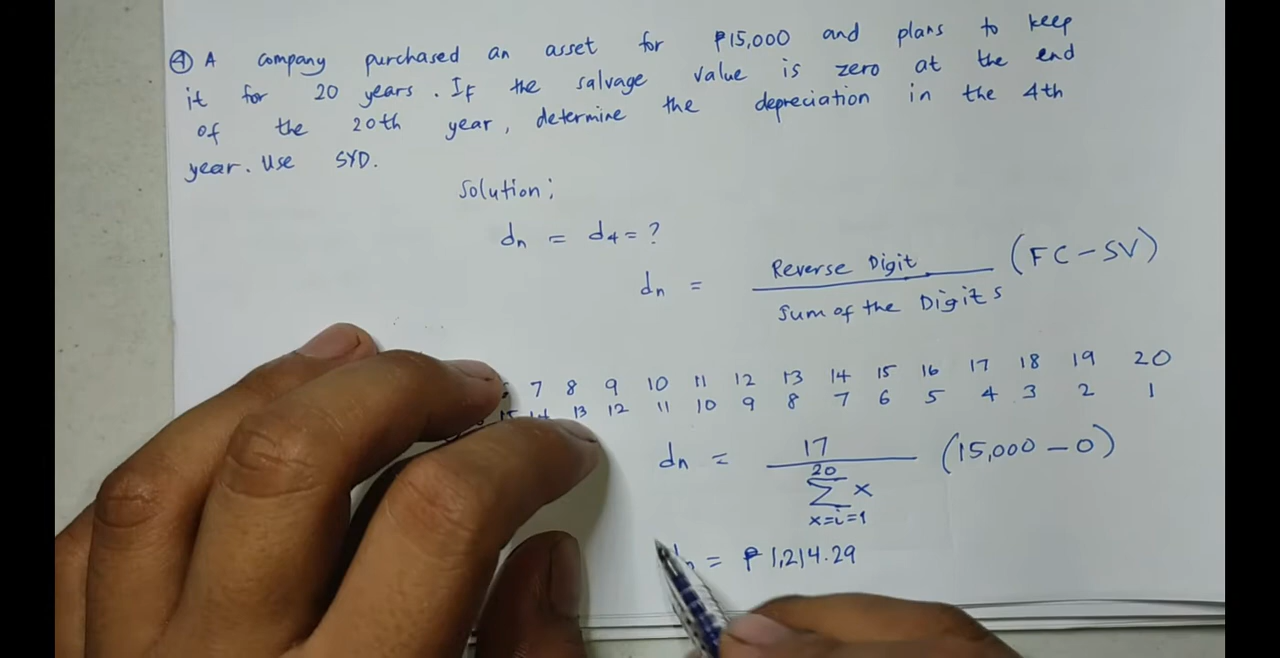 ④ A company purchased an asset for ₱15,000 and plans to keep
it for 20 years. If the salvage value is zero at the end
of the 20th year, determine the depreciation in the 4th
year. Use SYD.
Solution;
dn = d4 = ?
dn = Reverse Digit / Sum of the Digits (FC-SV)
7 8 9 10 11 12 13 14 15 16 17 18 19 20
15 14 13 12 11 10 9 8 7 6 5 4 3 2 1
dn = 17 / 20 Σ x x=i=1 (15,000 - 0)
dn = ₱1,214.29